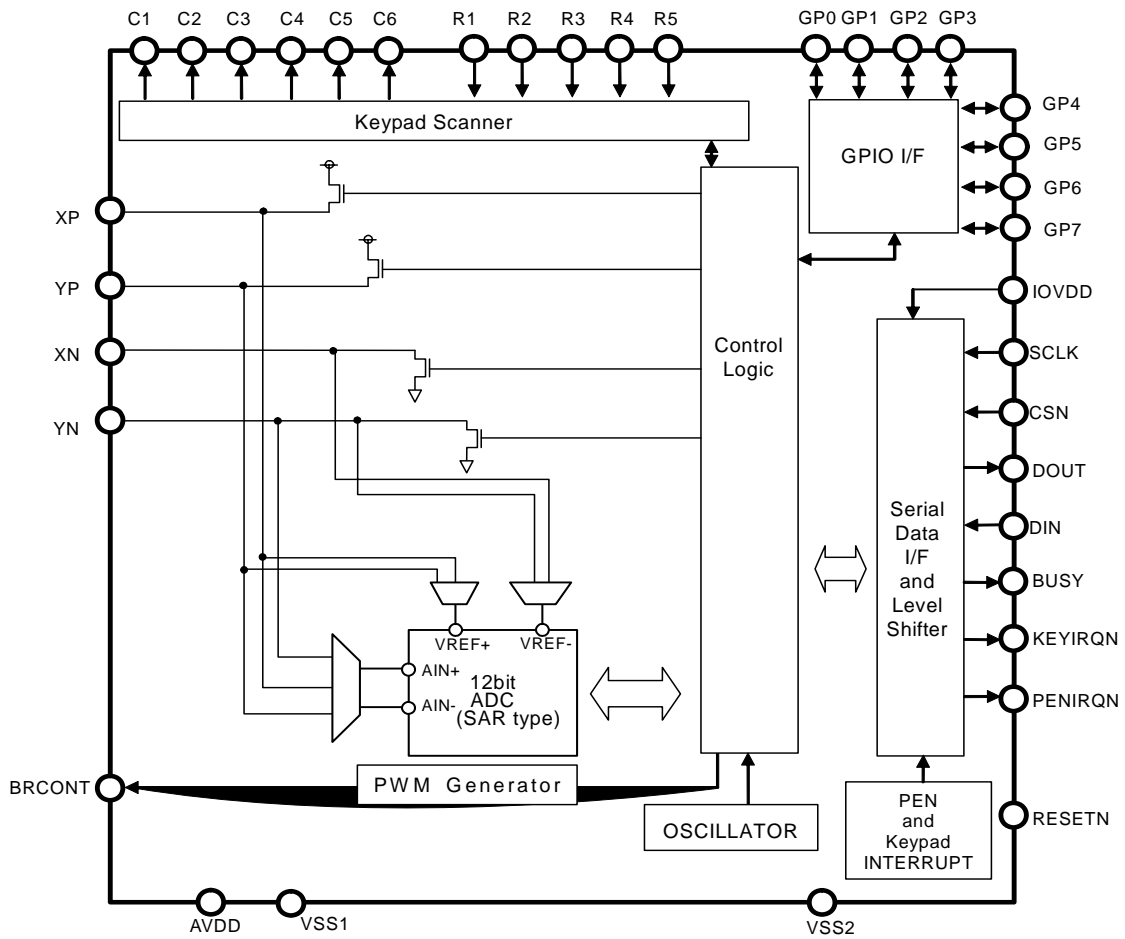 C1 C2 C3 C4 C5 C6 R1 R2 R3 R4 R5 GP0 GP1 GP2 GP3
Keypad Scanner
GPIO I/F
GP4
GP5
GP6
GP7
XP
YP
XN
YN
IOVDD
SCLK
CSN
DOUT
DIN
BUSY
KEYIRQN
PENIRQN
RESETN
Control
Logic
Serial
Data
I/F
and
Level
Shifter
VREF+ VREF-
AIN+
AIN-
12bit
ADC
(SAR type)
BRCONT
PWM Generator
OSCILLATOR
PEN
and
Keypad
INTERRUPT
AVDD
VSS1
VSS2